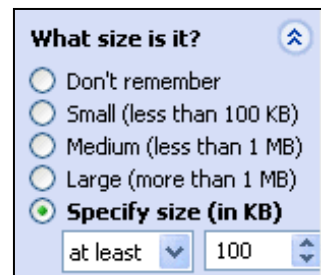 What size is it?
Don't remember
Small (less than 100 KB)
Medium (less than 1 MB)
Large (more than 1 MB)
Specify size (in KB)
at least 100